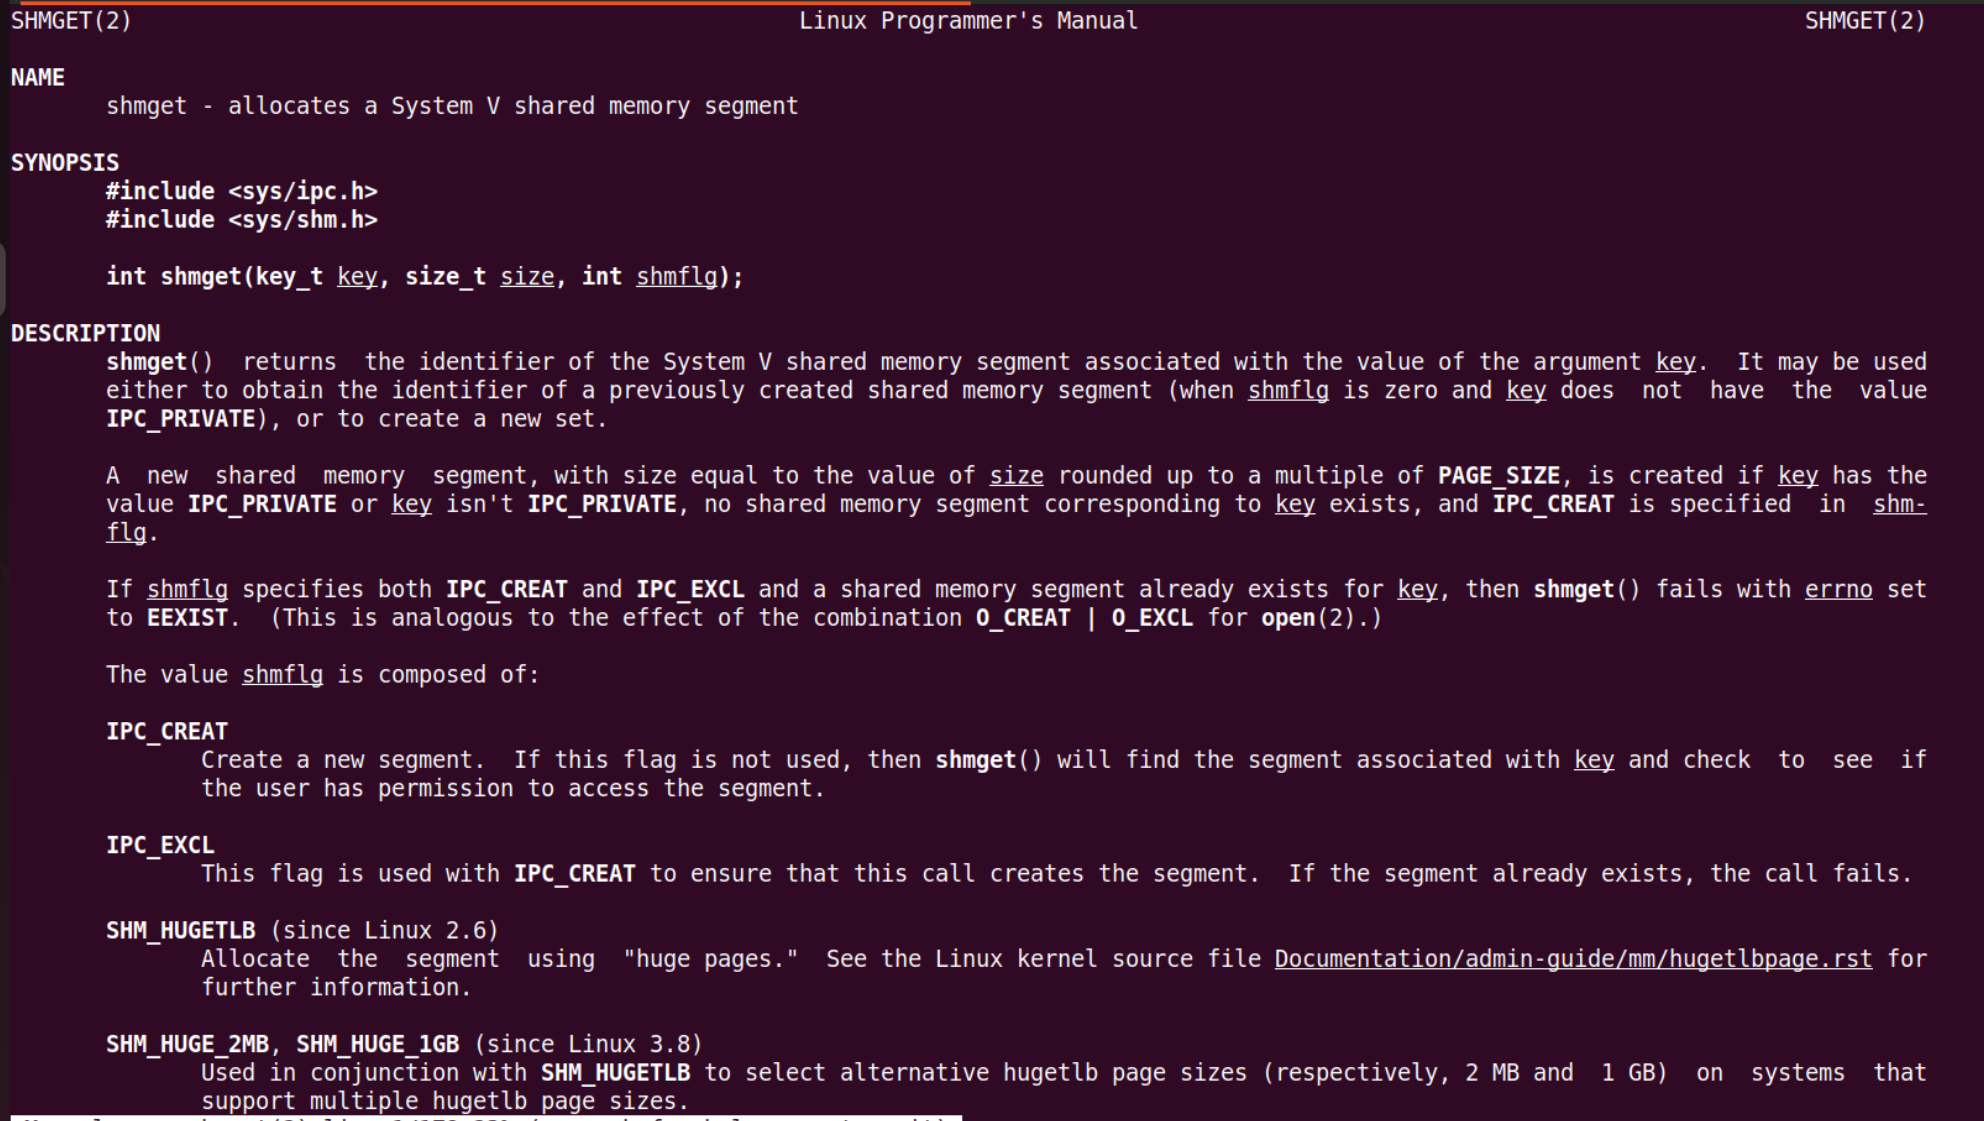 SHMGET(2) Linux Programmer's Manual SHMGET(2)
NAME
shmget - allocates a System V shared memory segment
SYNOPSIS
#include <sys/ipc.h>
#include <sys/shm.h>
int shmget(key_t key, size_t size, int shmflg);
DESCRIPTION
shmget() returns the identifier of the System V shared memory segment associated with the value of the argument key. It may be used
either to obtain the identifier of a previously created shared memory segment (when shmflg is zero and key does not have the value
IPC_PRIVATE), or to create a new set.
A new shared memory segment, with size equal to the value of size rounded up to a multiple of PAGE_SIZE, is created if key has the
value IPC_PRIVATE or key isn't IPC_PRIVATE, no shared memory segment corresponding to key exists, and IPC_CREAT is specified in shm-
flg.
If shmflg specifies both IPC_CREAT and IPC_EXCL and a shared memory segment already exists for key, then shmget() fails with errno set
to EEXIST. (This is analogous to the effect of the combination O_CREAT | O_EXCL for open(2).)
The value shmflg is composed of:
IPC_CREAT
Create a new segment. If this flag is not used, then shmget() will find the segment associated with key and check to see if
the user has permission to access the segment.
IPC_EXCL
This flag is used with IPC_CREAT to ensure that this call creates the segment. If the segment already exists, the call fails.
SHM_HUGETLB (since Linux 2.6)
Allocate the segment using "huge pages." See the Linux kernel source file Documentation/admin-guide/mm/hugetlbpage.rst for
further information.
SHM_HUGE_2MB, SHM_HUGE_1GB (since Linux 3.8)
Used in conjunction with SHM_HUGETLB to select alternative hugetlb page sizes (respectively, 2 MB and 1 GB) on systems that
support multiple hugetlb page sizes.